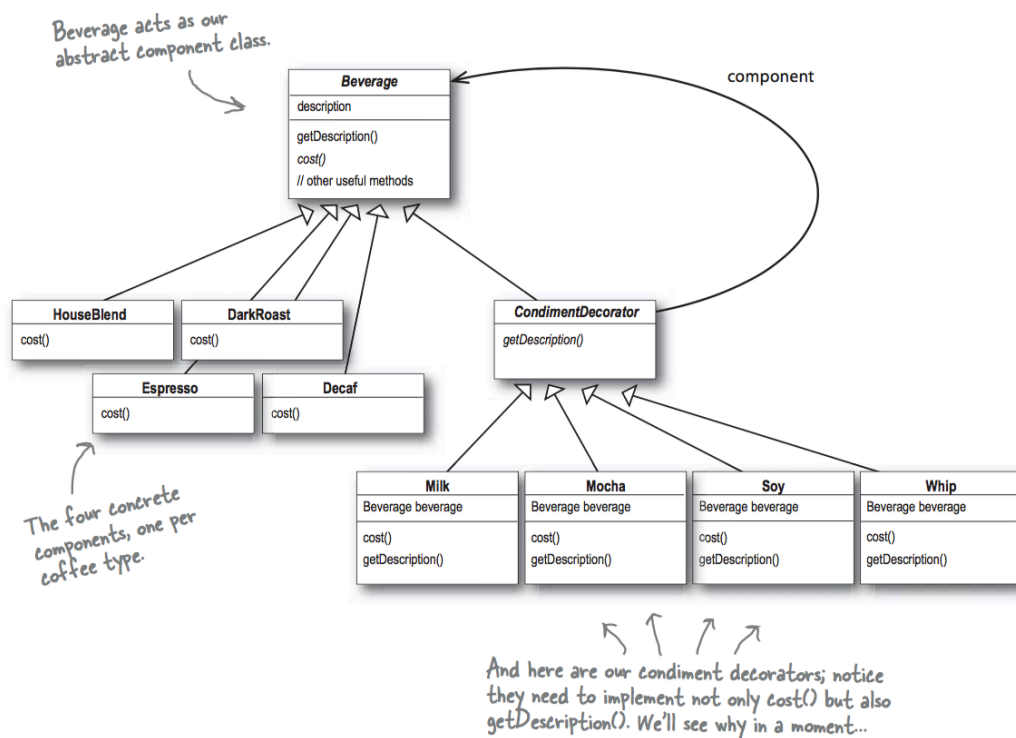 Beverage acts as our
abstract component class.
Beverage
description
getDescription()
cost()
// other useful methods
component
HouseBlend
cost()
DarkRoast
cost()
Espresso
cost()
Decaf
cost()
CondimentDecorator
getDescription()
The four concrete
components, one per
coffee type.
Milk
Beverage beverage
cost()
getDescription()
Mocha
Beverage beverage
cost()
getDescription()
Soy
Beverage beverage
cost()
getDescription()
Whip
Beverage beverage
cost()
getDescription()
And here are our condiment decorators; notice
they need to implement not only cost() but also
getDescription(). We'll see why in a moment...